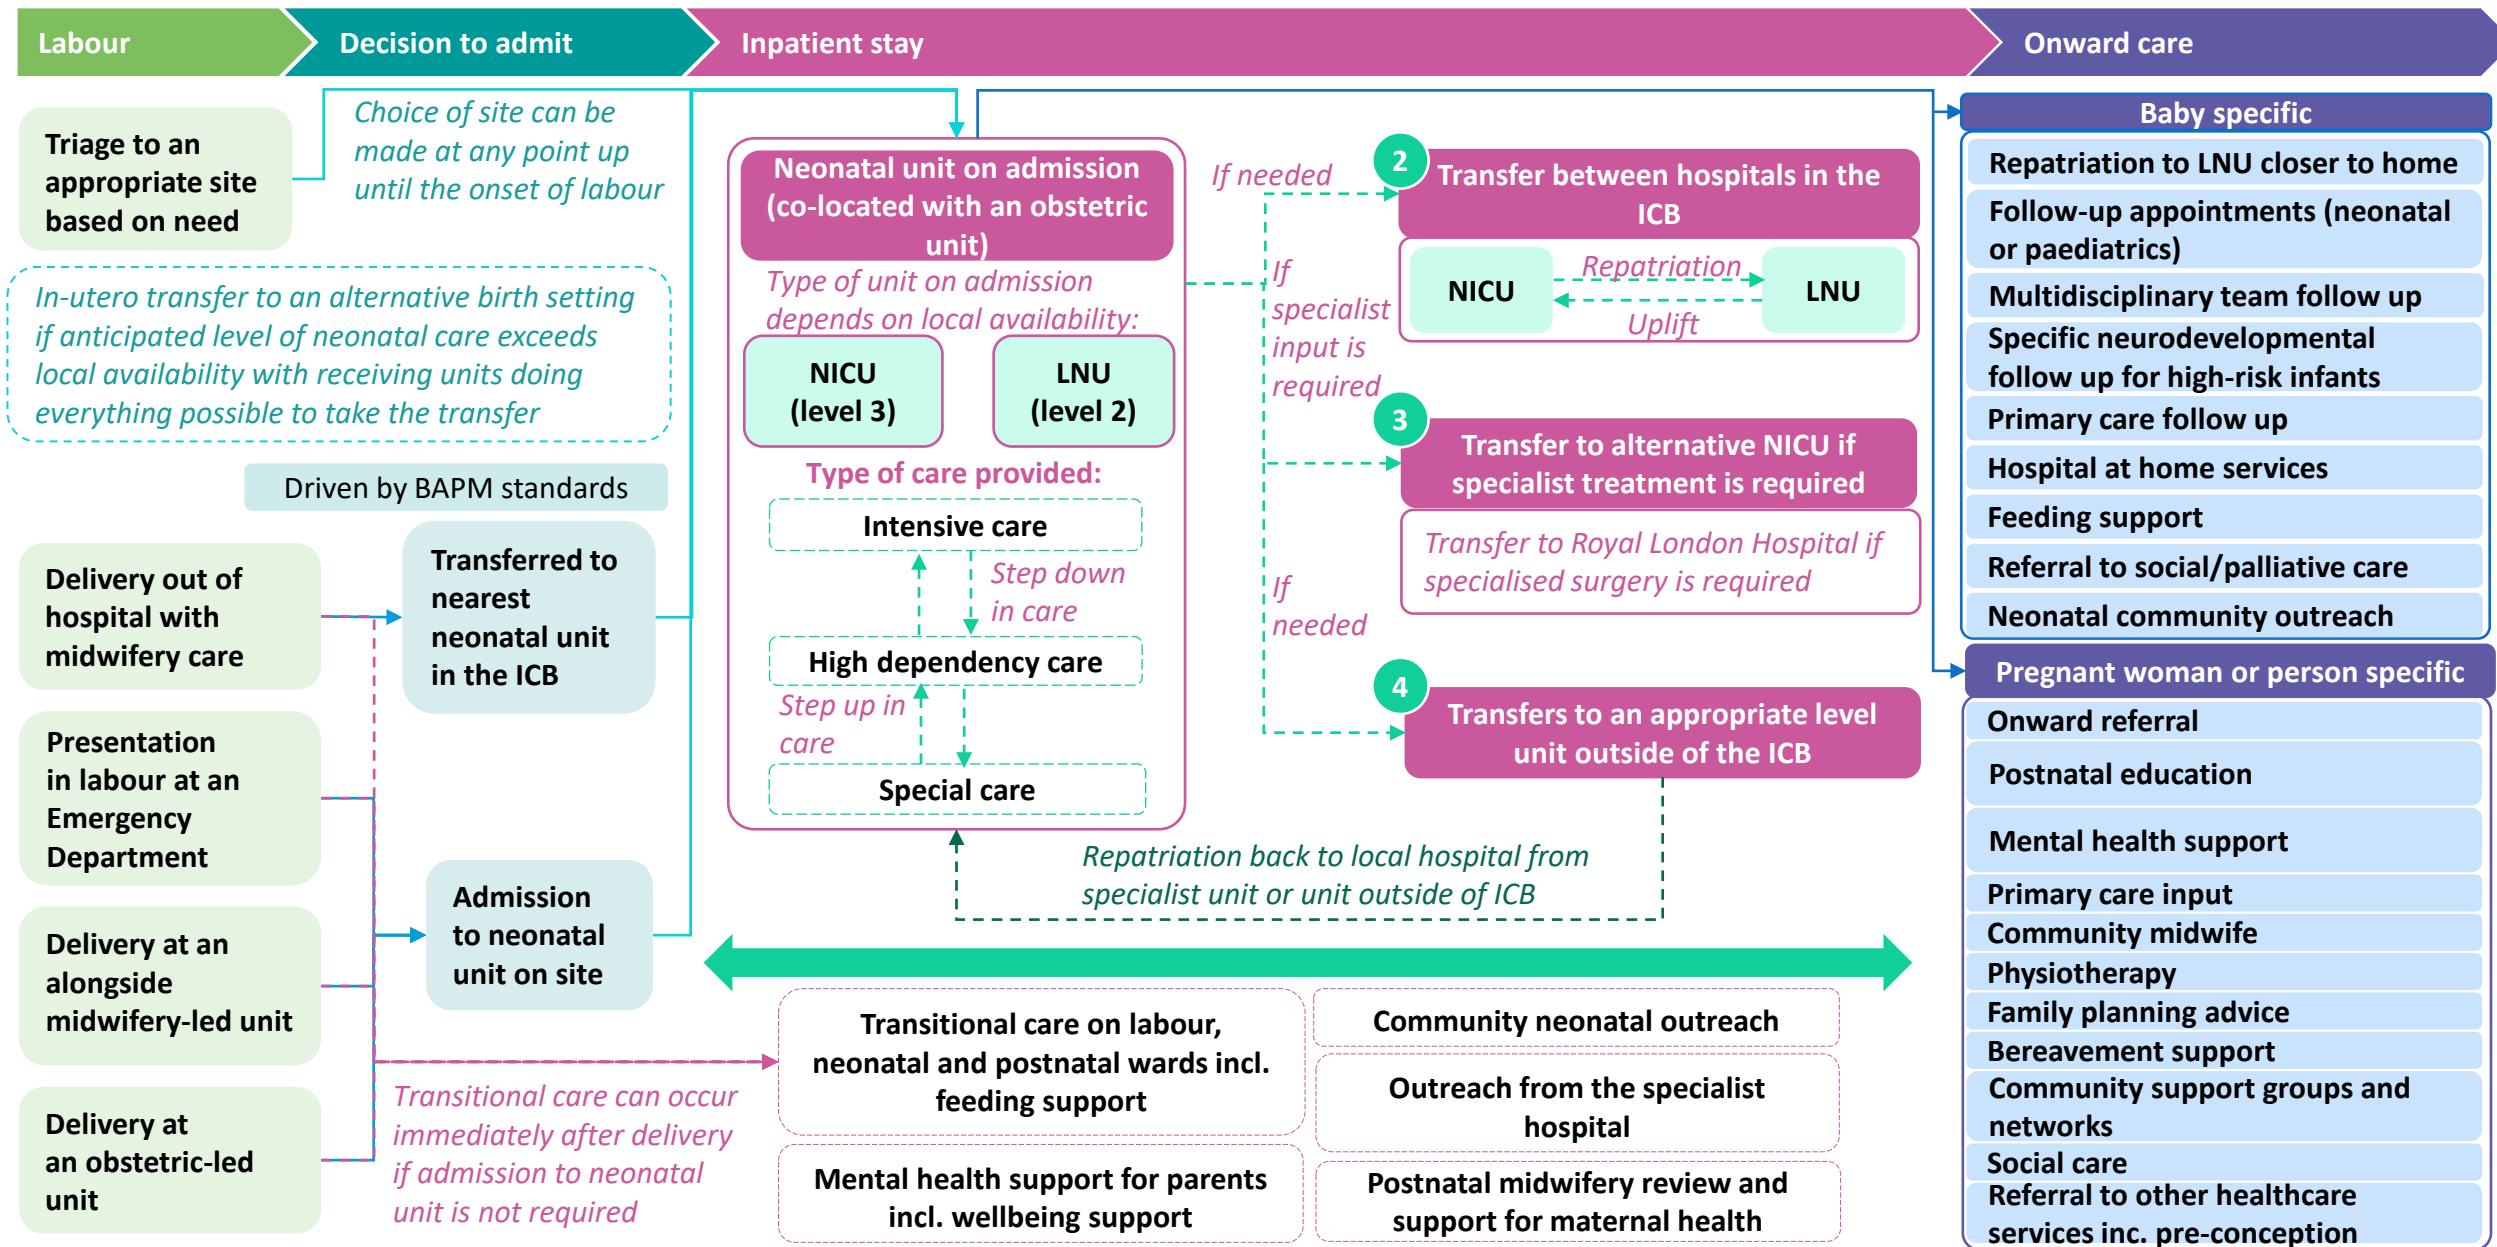 Labour
Decision to admit
Inpatient stay
Onward care
Triage to an
appropriate site
based on need
Choice of site can be
made at any point up
until the onset of labour
In-utero transfer to an alternative birth setting
if anticipated level of neonatal care exceeds
local availability with receiving units doing
everything possible to take the transfer
Driven by BAPM standards
Delivery out of
hospital with
midwifery care
Presentation
in labour at an
Emergency
Department
Delivery at an
alongside
midwifery-led unit
Delivery at
an obstetric-led
unit
Transferred to
nearest
neonatal unit
in the ICB
Admission
to neonatal
unit on site
Transitional care can occur
immediately after delivery
if admission to neonatal
unit is not required
Neonatal unit on admission
(co-located with an obstetric
unit)
Type of unit on admission
depends on local availability:
NICU
(level 3)
LNU
(level 2)
Type of care provided:
Intensive care
Step down
in care
High dependency care
Step up in
care
Special care
If needed
If
specialist
input is
required
If
needed
2
Transfer between hospitals in the
ICB
NICU
Repatriation
Uplift
LNU
3
Transfer to alternative NICU if
specialist treatment is required
Transfer to Royal London Hospital if
specialised surgery is required
4
Transfers to an appropriate level
unit outside of the ICB
Repatriation back to local hospital from
specialist unit or unit outside of ICB
Transitional care on labour,
neonatal and postnatal wards incl.
feeding support
Mental health support for parents
incl. wellbeing support
Community neonatal outreach
Outreach from the specialist
hospital
Postnatal midwifery review and
support for maternal health
Baby specific
Repatriation to LNU closer to home
Follow-up appointments (neonatal
or paediatrics)
Multidisciplinary team follow up
Specific neurodevelopmental
follow up for high-risk infants
Primary care follow up
Hospital at home services
Feeding support
Referral to social/palliative care
Neonatal community outreach
Pregnant woman or person specific
Onward referral
Postnatal education
Mental health support
Primary care input
Community midwife
Physiotherapy
Family planning advice
Bereavement support
Community support groups and
networks
Social care
Referral to other healthcare
services inc. pre-conception